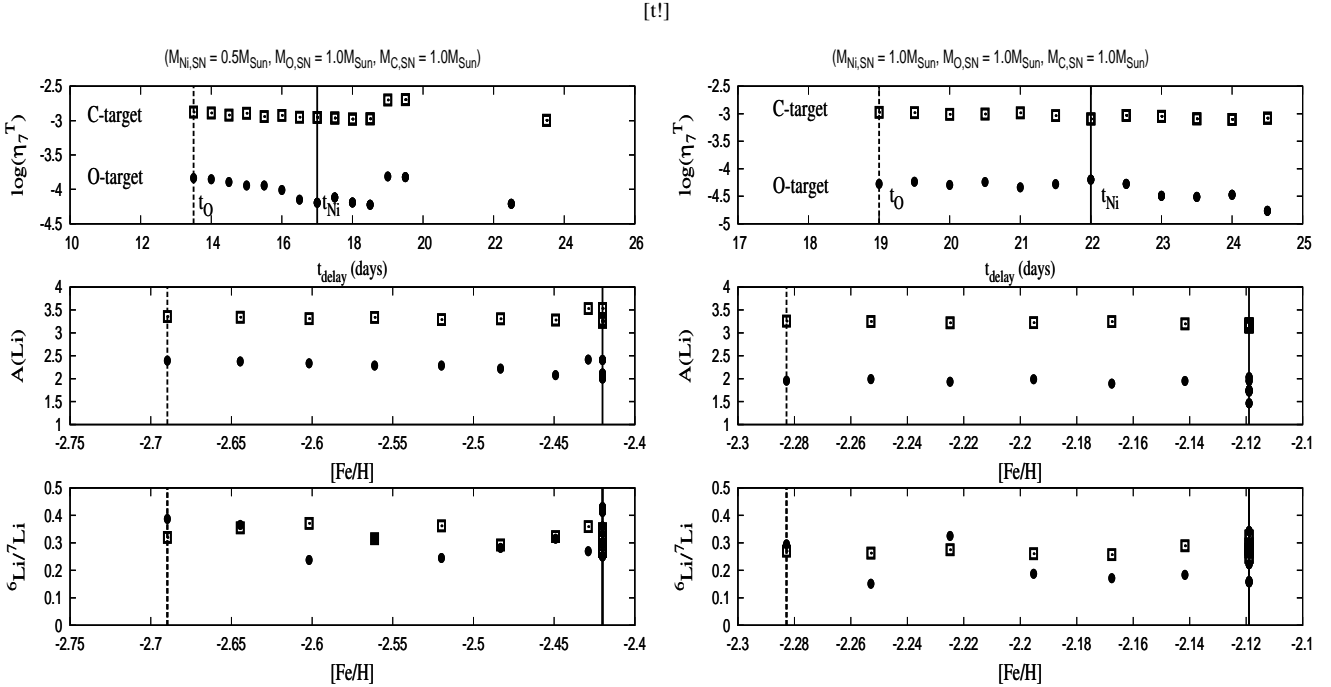 [t!]
(M_Ni,SN = 0.5M_Sun, M_O,SN = 1.0M_Sun, M_C,SN = 1.0M_Sun)
-2.5
-3
-3.5
-4
-4.5
log(η_7^T)
C-target
O-target
t_O
t_Ni
10 12 14 16 18 20 22 24 26
t_delay (days)
4
3.5
3
2.5
2
1.5
1
A(Li)
-2.75 -2.7 -2.65 -2.6 -2.55 -2.5 -2.45 -2.4
[Fe/H]
0.5
0.4
0.3
0.2
0.1
0
^6Li/^7Li
-2.75 -2.7 -2.65 -2.6 -2.55 -2.5 -2.45 -2.4
[Fe/H]
(M_Ni,SN = 1.0M_Sun, M_O,SN = 1.0M_Sun, M_C,SN = 1.0M_Sun)
-2.5
-3
-3.5
-4
-4.5
-5
log(η_7^T)
C-target
O-target
t_O
t_Ni
17 18 19 20 21 22 23 24 25
t_delay (days)
4
3.5
3
2.5
2
1.5
1
A(Li)
-2.3 -2.28 -2.26 -2.24 -2.22 -2.2 -2.18 -2.16 -2.14 -2.12 -2.1
[Fe/H]
0.5
0.4
0.3
0.2
0.1
0
^6Li/^7Li
-2.3 -2.28 -2.26 -2.24 -2.22 -2.2 -2.18 -2.16 -2.14 -2.12 -2.1
[Fe/H]